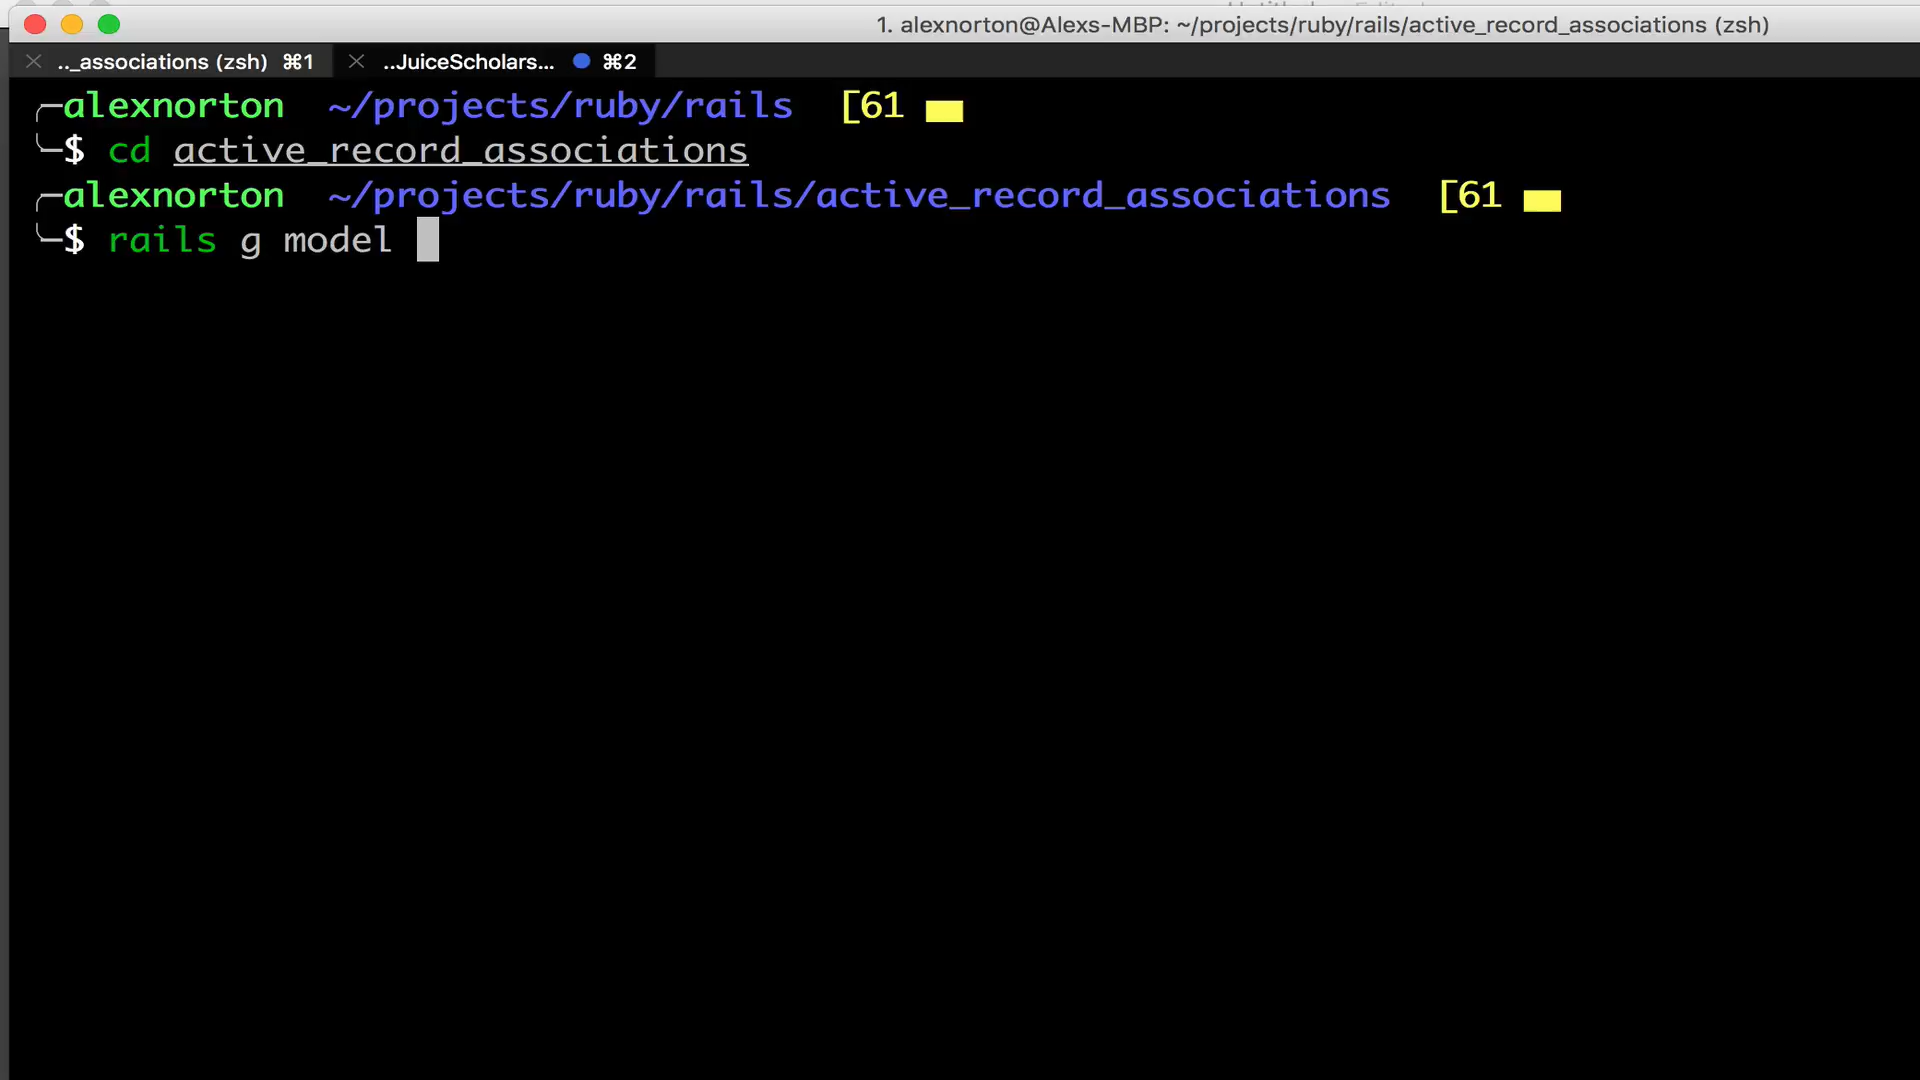 1. alexnorton@Alexs-MBP: ~/projects/ruby/rails/active_record_associations (zsh)
.._associations (zsh) ⌘1 ..JuiceScholars... ⌘2
╭─alexnorton ~/projects/ruby/rails [61
╰─$ cd active_record_associations
╭─alexnorton ~/projects/ruby/rails/active_record_associations [61
╰─$ rails g model